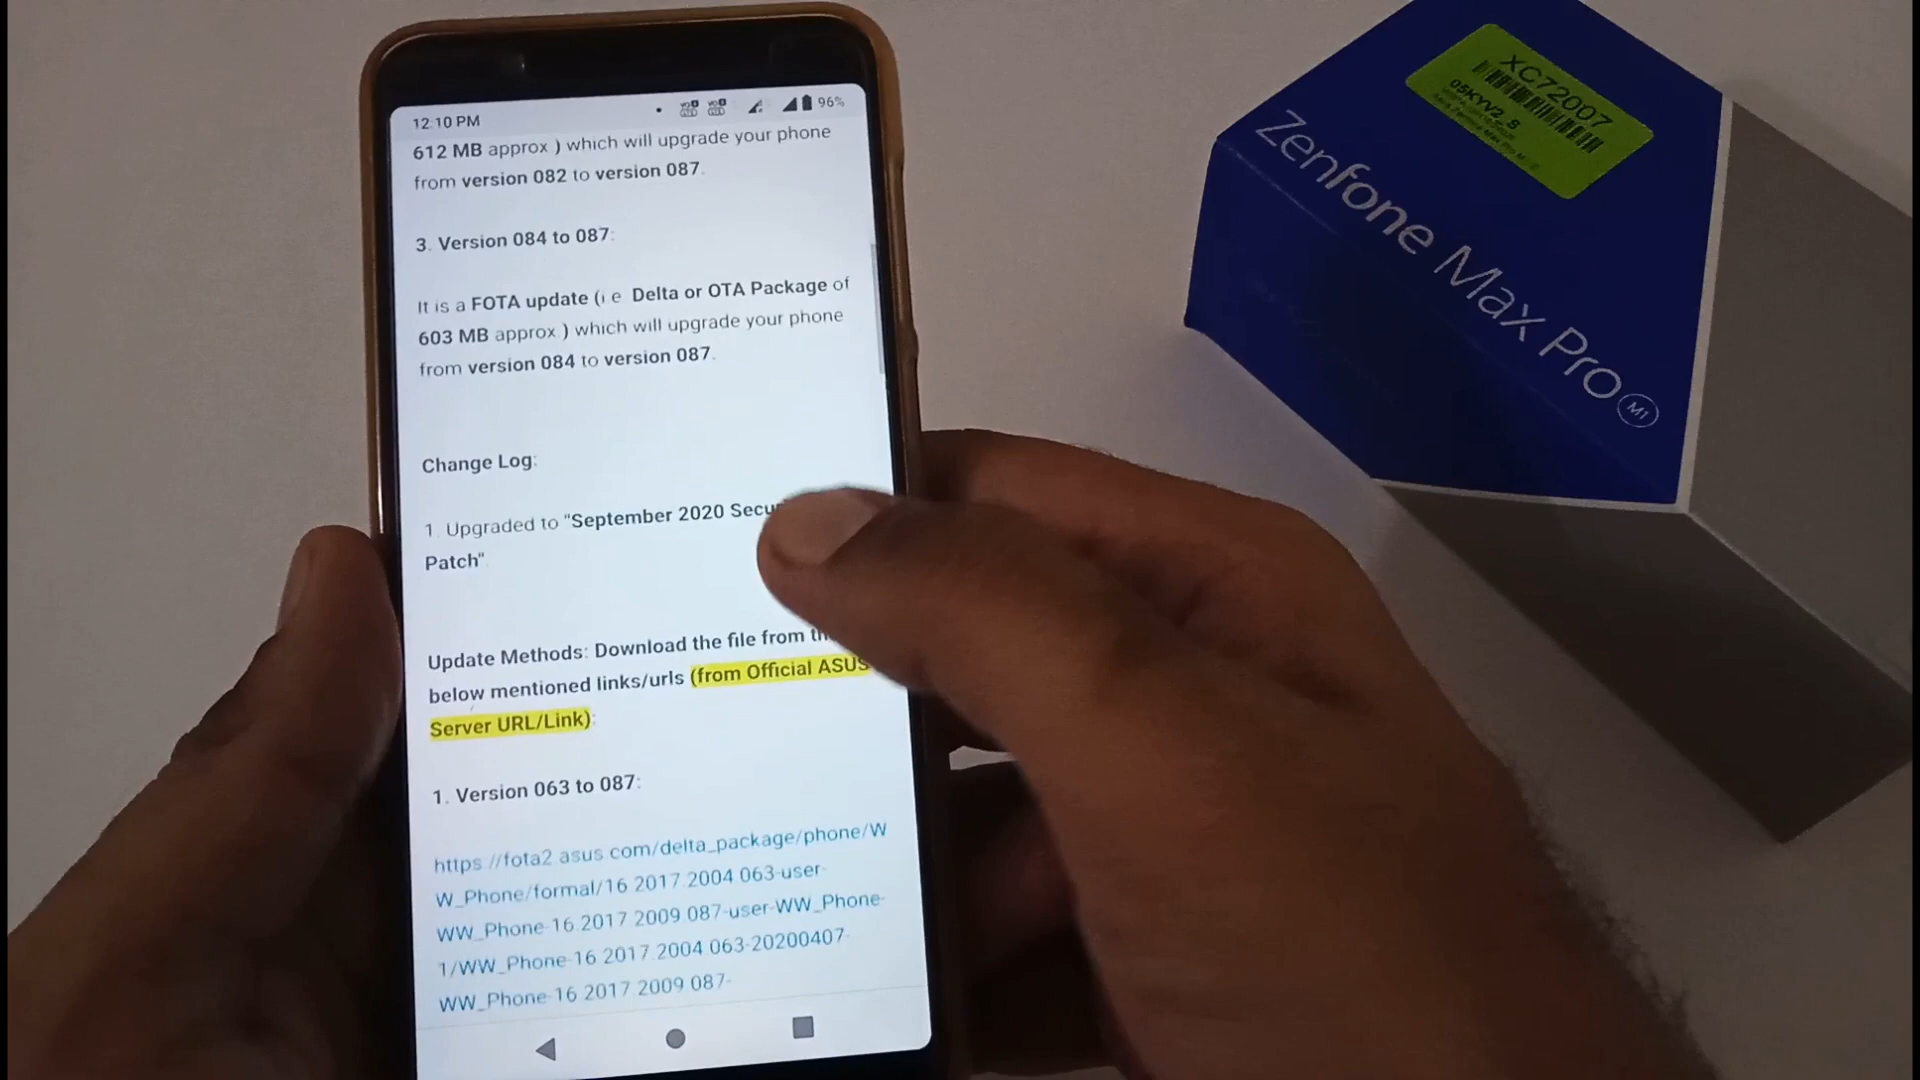 12:10 PM
96%
612 MB approx.) which will upgrade your phone
from version 082 to version 087.
3. Version 084 to 087:
It is a FOTA update (i.e. Delta or OTA Package of
603 MB approx.) which will upgrade your phone
from version 084 to version 087.
Change Log:
1. Upgraded to "September 2020
Patch".
Update Methods: Download the file from
below mentioned links/urls (from Official ASUS
Server URL/Link):
1. Version 063 to 087:
https://fota2.asus.com/delta_package/phone/W
W_Phone/formal/16.2017.2004.063-user-
WW_Phone-16.2017.2009.087-user-WW_Phone-
1/WW_Phone-16.2017.2004.063-20200407-
WW_Phone-16.2017.2009.087-
XC72007
05KYV2.S
Zenfone Max Pro M1